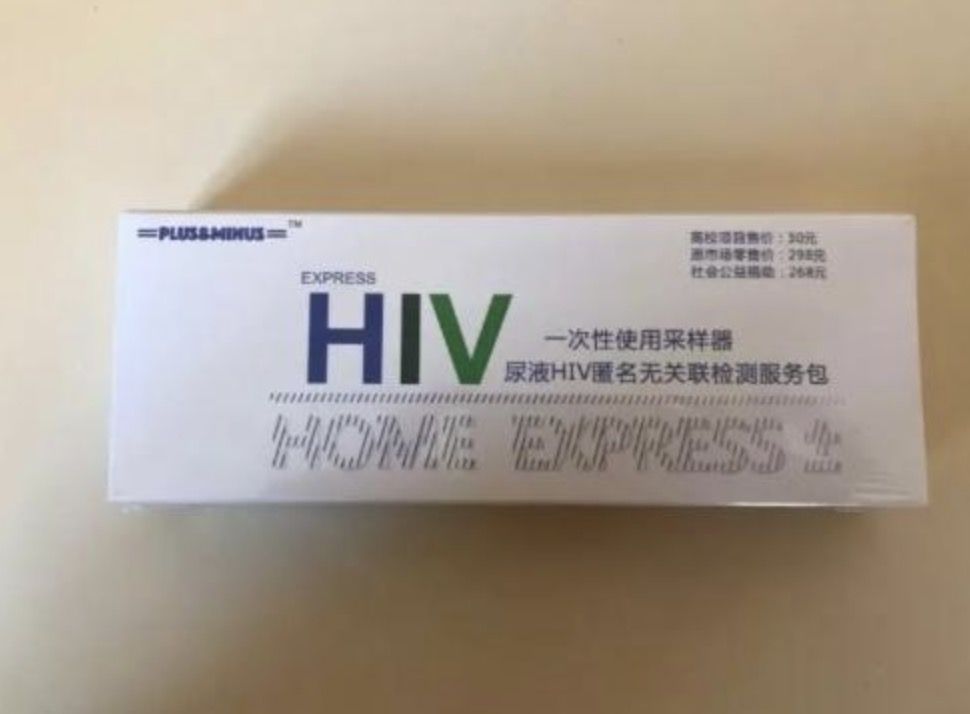 =PLUS&MINUS=™
高校项目售价：30元
原市场零售价：298元
社会公益捐助：268元
EXPRESS
HIV
一次性使用采样器
尿液HIV匿名无关联检测服务包
HOME EXPRESS ±